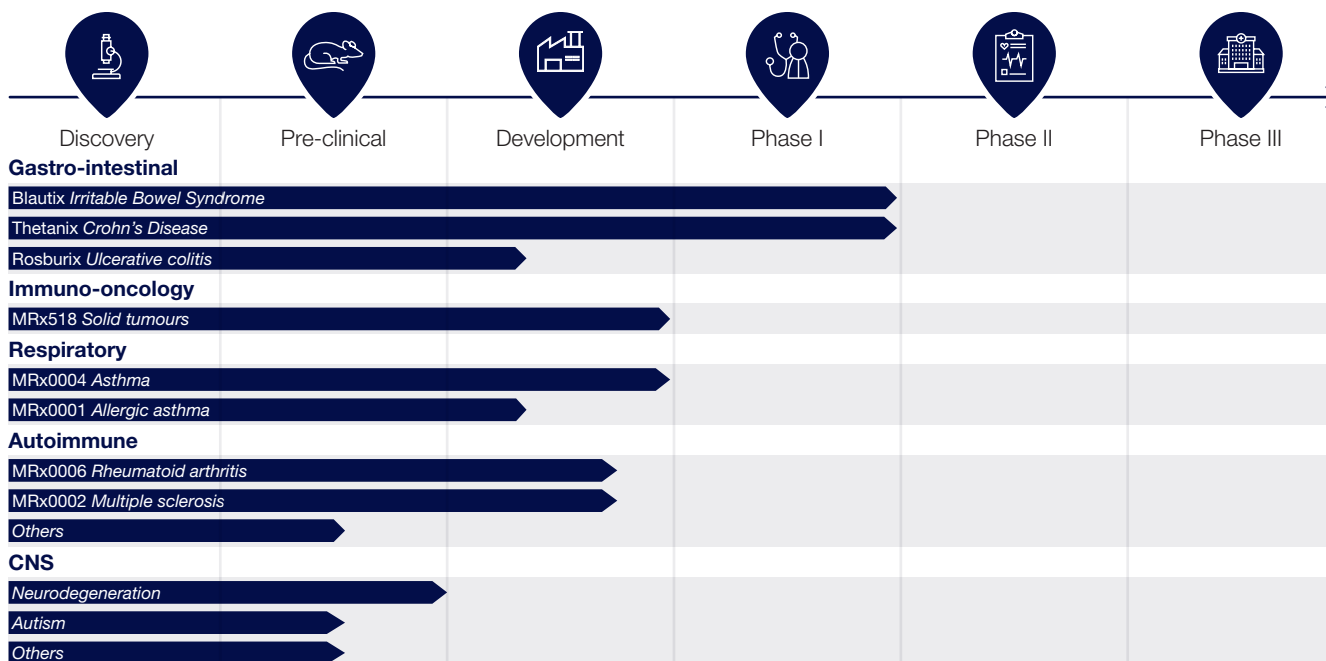 Discovery Pre-clinical Development Phase I Phase II Phase III
Gastro-intestinal
Blautix Irritable Bowel Syndrome
Thetanix Crohn’s Disease
Rosburix Ulcerative colitis
Immuno-oncology
MRx518 Solid tumours
Respiratory
MRx0004 Asthma
MRx0001 Allergic asthma
Autoimmune
MRx0006 Rheumatoid arthritis
MRx0002 Multiple sclerosis
Others
CNS
Neurodegeneration
Autism
Others